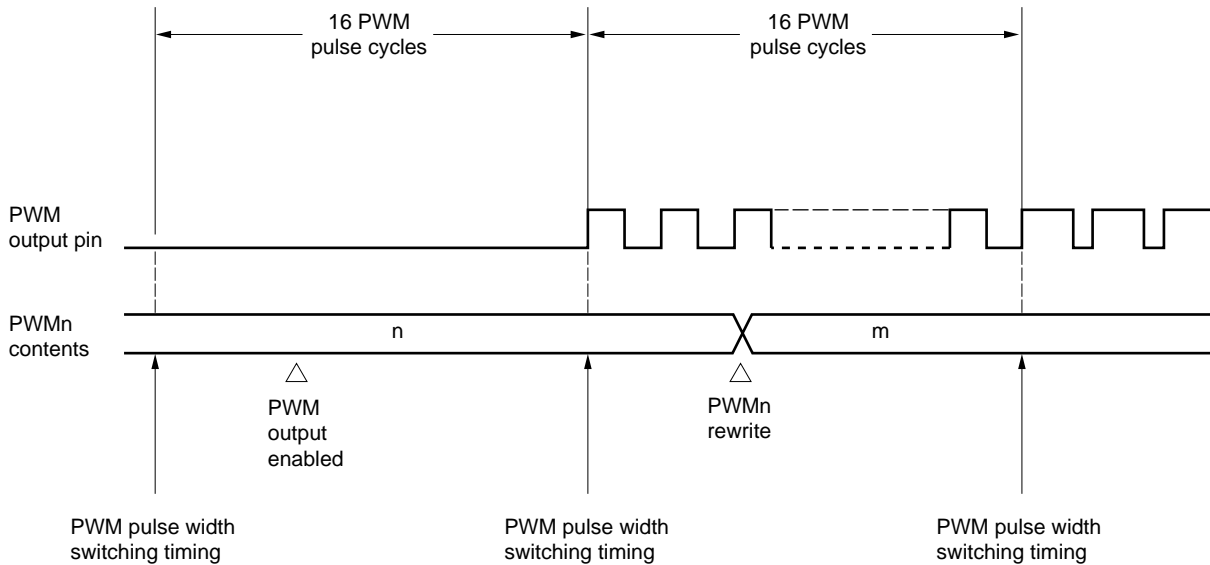 16 PWM
pulse cycles
16 PWM
pulse cycles
PWM
output pin
PWMn
contents
n
m
PWM
output
enabled
PWMn
rewrite
PWM pulse width
switching timing
PWM pulse width
switching timing
PWM pulse width
switching timing